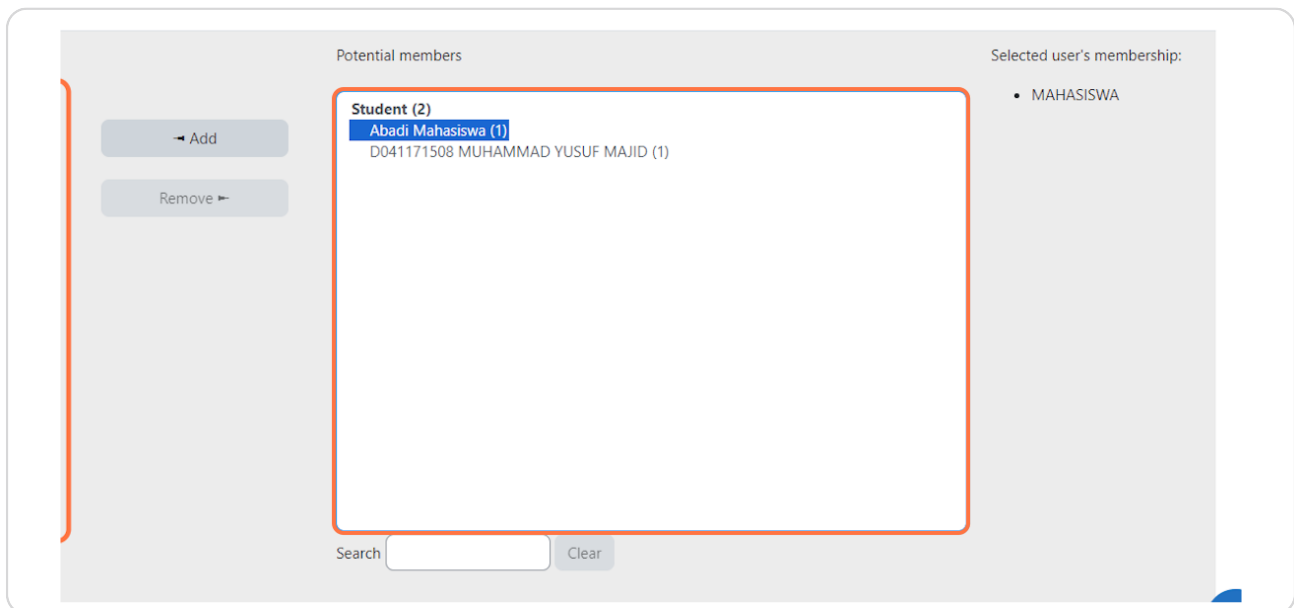 Potential members
Selected user's membership:
Student (2)
• MAHASISWA
Abadi Mahasiswa (1)
Add
D041171508 MUHAMMAD YUSUF MAJID (1)
Remove
Search
Clear